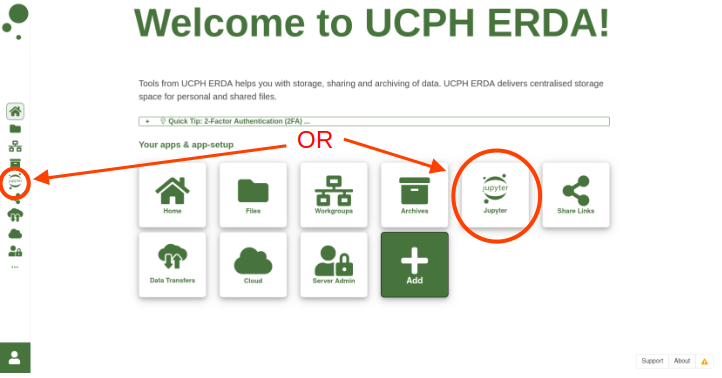 Welcome to UCPH ERDA!
Tools from UCPH ERDA helps you with storage, sharing and archiving of data. UCPH ERDA delivers centralised storage
space for personal and shared files.
+ Quick Tip: 2-Factor Authentication (2FA) ...
OR
Your apps & app-setup
jupyter
Home
Files
Workgroups
Archives
jupyter
Jupyter
Share Links
Data Transfers
Cloud
Server Admin
Add
...
Support About